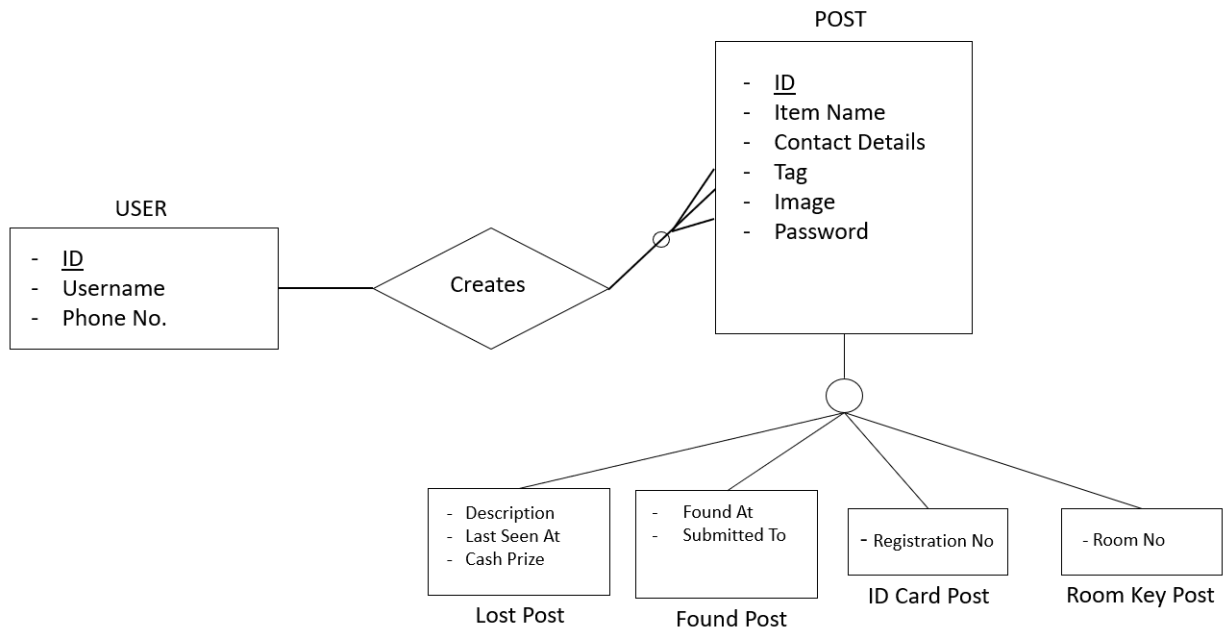 POST
- ID
- Item Name
- Contact Details
- Tag
- Image
- Password
USER
- ID
- Username
- Phone No.
Creates
- Description
- Last Seen At
- Cash Prize
Lost Post
- Found At
- Submitted To
Found Post
- Registration No
ID Card Post
- Room No
Room Key Post